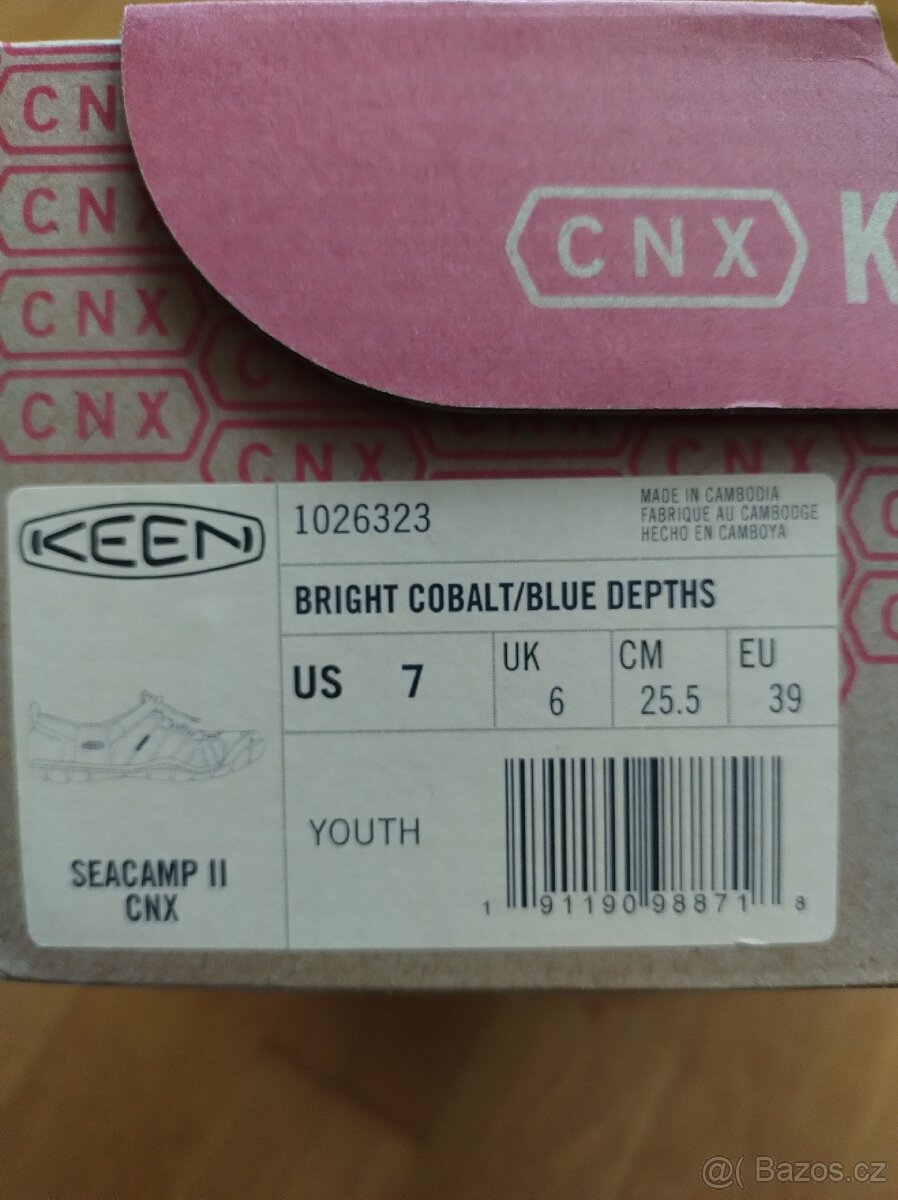 CN
CNX
K
CN
CNX
CNX
CNX
CNX
KEEN
1026323
MADE IN CAMBODIA
FABRIQUE AU CAMBODGE
HECHO EN CAMBOYA
BRIGHT COBALT/BLUE DEPTHS
US 7
UK 6
CM 25.5
EU 39
YOUTH
SEACAMP II
CNX
1 91190 98871 8
@( Bazos.cz